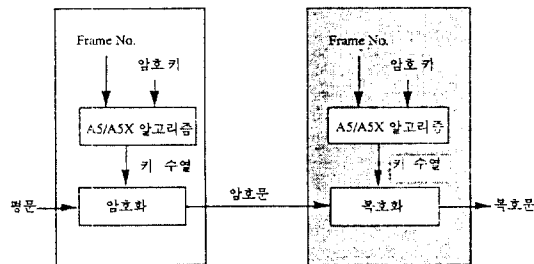 Frame No.
암호 키
A5/A5X 알고리즘
키 수열
평문
암호화
암호문
Frame No.
암호 키
A5/A5X 알고리즘
키 수열
복호화
복호문